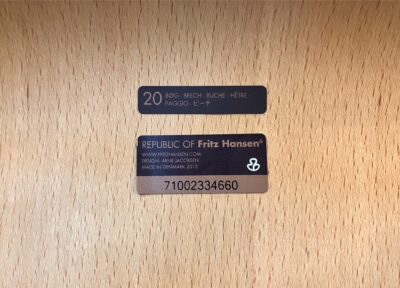 20 BØG · BEECH · BUCHE · HÊTRE ·
FAGGIO · ビーチ
REPUBLIC OF Fritz Hansen®
WWW.FRITZHANSEN.COM
DESIGN: ARNE JACOBSEN
MADE IN DENMARK 2012
71002334660